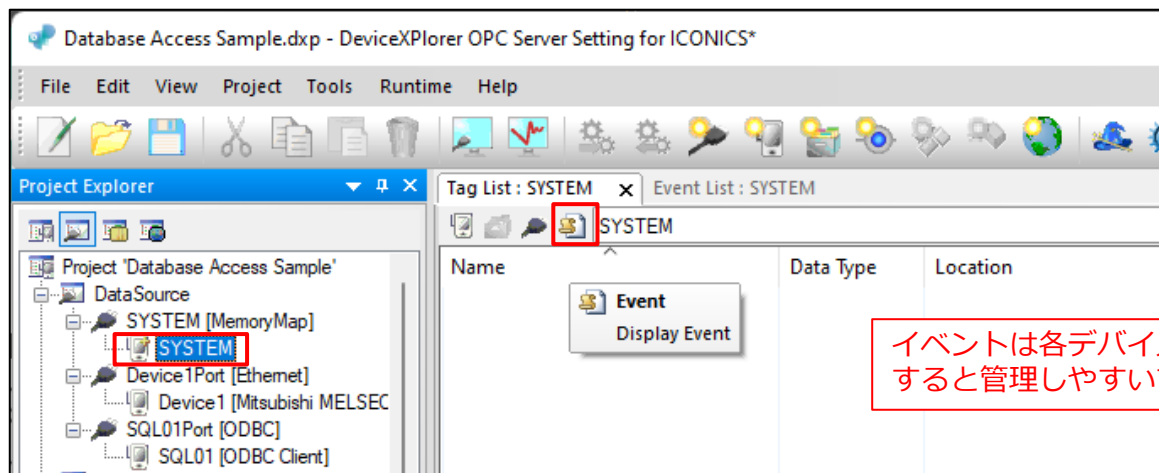 Database Access Sample.dxp - DeviceXPlorer OPC Server Setting for ICONICS*
File Edit View Project Tools Runtime Help
Project Explorer
Tag List : SYSTEM x Event List : SYSTEM
SYSTEM
Project 'Database Access Sample'
DataSource
SYSTEM [MemoryMap]
SYSTEM
Device1Port [Ethernet]
Device1 [Mitsubishi MELSEC
SQL01Port [ODBC]
SQL01 [ODBC Client]
Name Data Type Location
Event
Display Event
イベントは各デバイ
すると管理しやすい